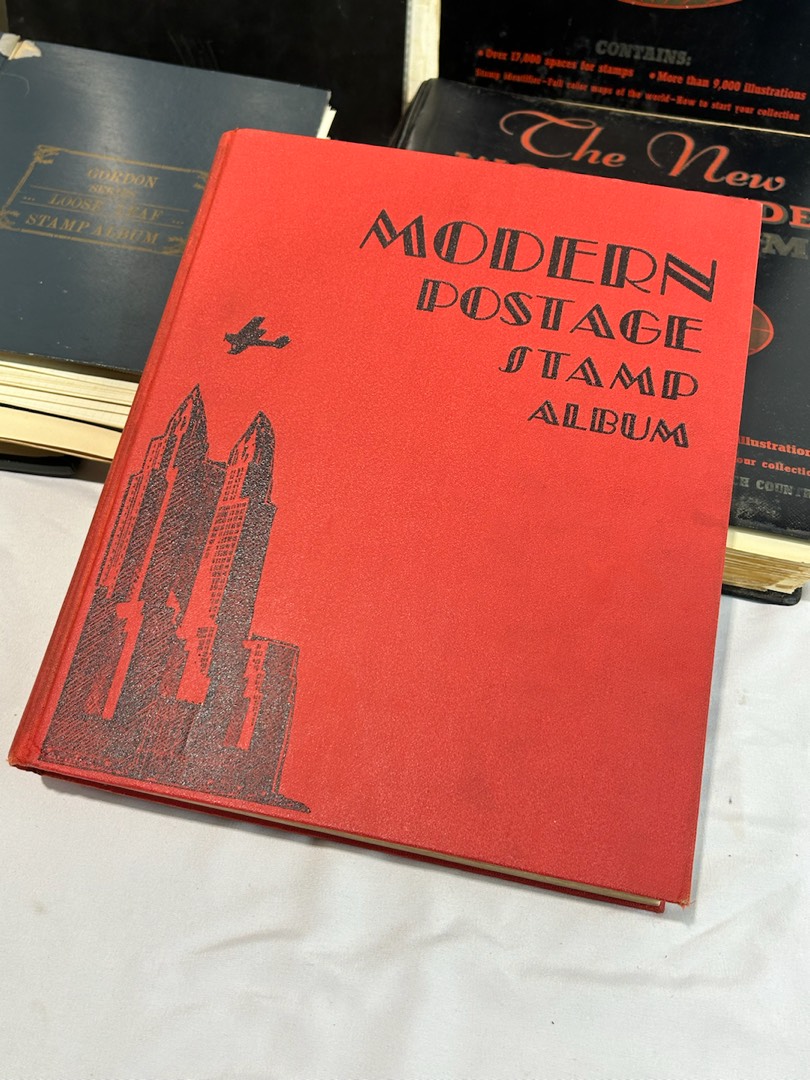 MODERN
POSTAGE
STAMP
ALBUM
GORDON
SERIES
LOOSE LEAF
STAMP ALBUM
CONTAINS:
Over 17,000 spaces for stamps • More than 9,000 illustrations
Stamp identifier—Full color maps of the world—How to start your collection
The New